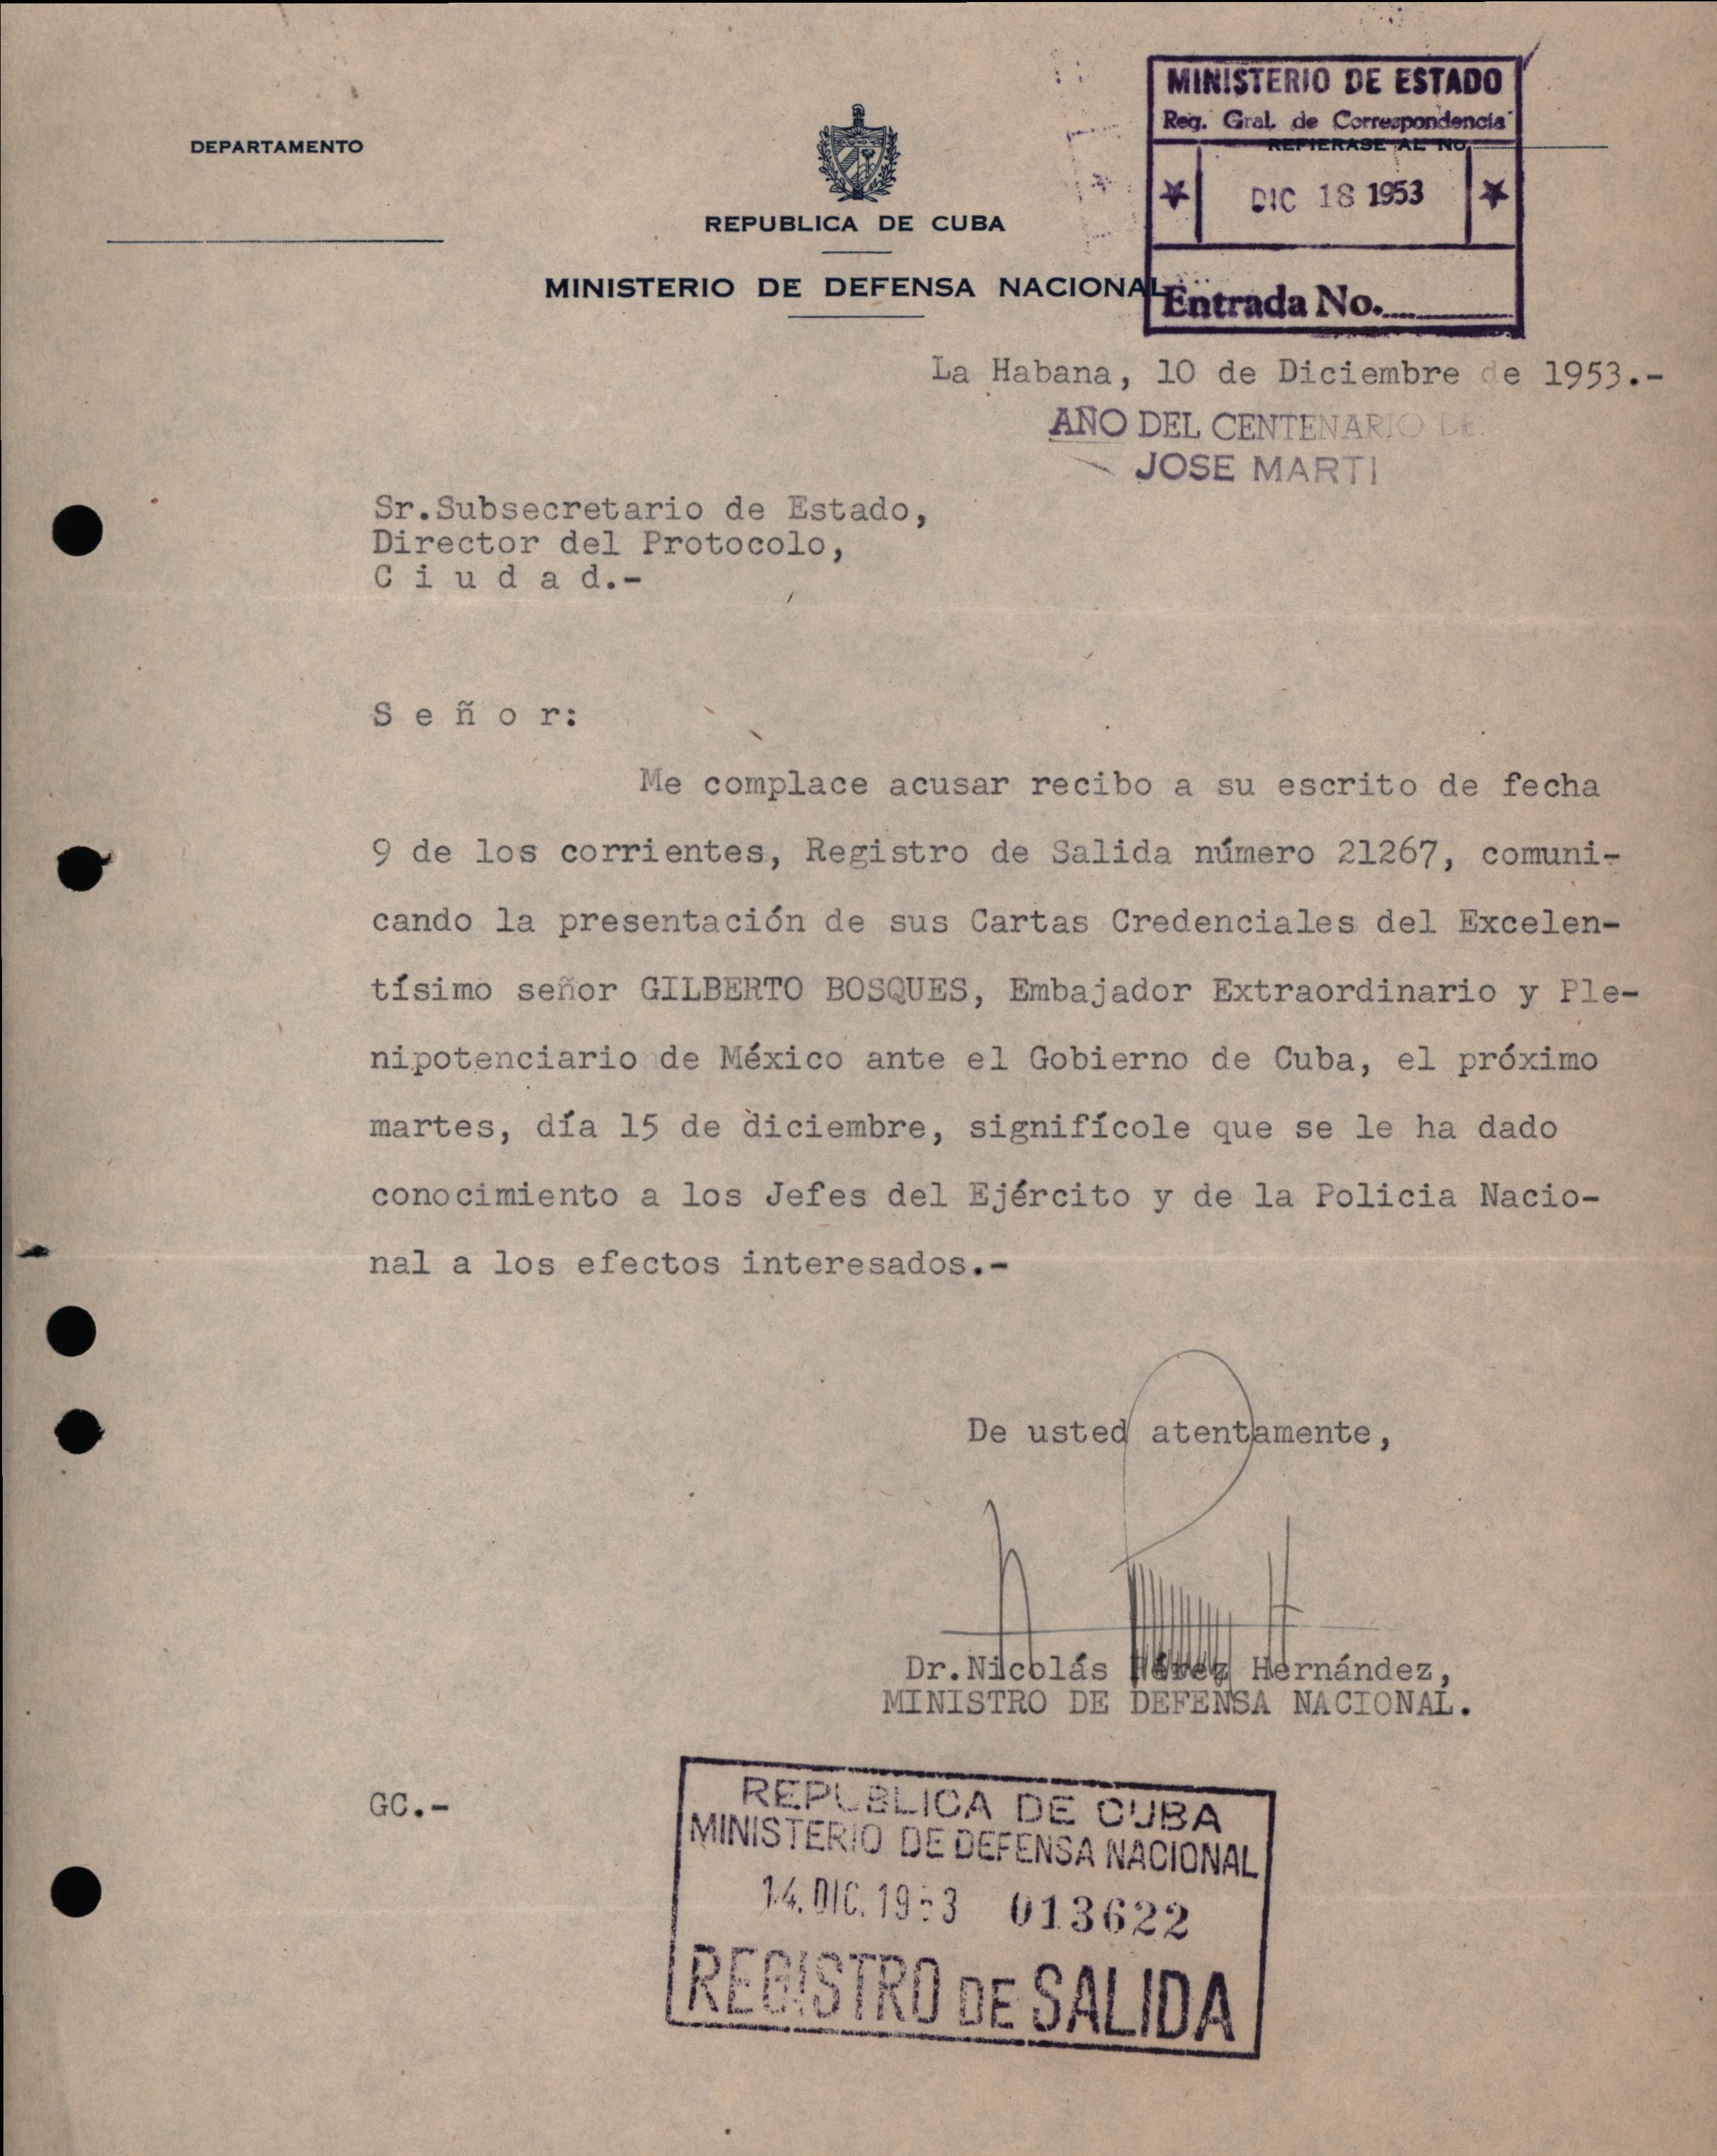 DEPARTAMENTO
REPUBLICA DE CUBA
MINISTERIO DE DEFENSA NACIONAL
MINISTERIO DE ESTADO
Reg. Gral. de Correspondencia
REFIERASE AL No.
DIC 18 1953
Entrada No.
La Habana, 10 de Diciembre de 1953.-
AÑO DEL CENTENARIO DE
JOSE MARTI
Sr.Subsecretario de Estado,
Director del Protocolo,
C i u d a d.-
S e ñ o r:
Me complace acusar recibo a su escrito de fecha
9 de los corrientes, Registro de Salida número 21267, comuni-
cando la presentación de sus Cartas Credenciales del Excelen-
tísimo señor GILBERTO BOSQUES, Embajador Extraordinario y Ple-
nipotenciario de México ante el Gobierno de Cuba, el próximo
martes, día 15 de diciembre, signifícole que se le ha dado
conocimiento a los Jefes del Ejército y de la Policia Nacio-
nal a los efectos interesados.-
De usted atentamente,
Dr.Nicolás Pérez Hernández,
MINISTRO DE DEFENSA NACIONAL.
GC.-
REPUBLICA DE CUBA
MINISTERIO DE DEFENSA NACIONAL
14. DIC. 1953 013622
REGISTRO DE SALIDA